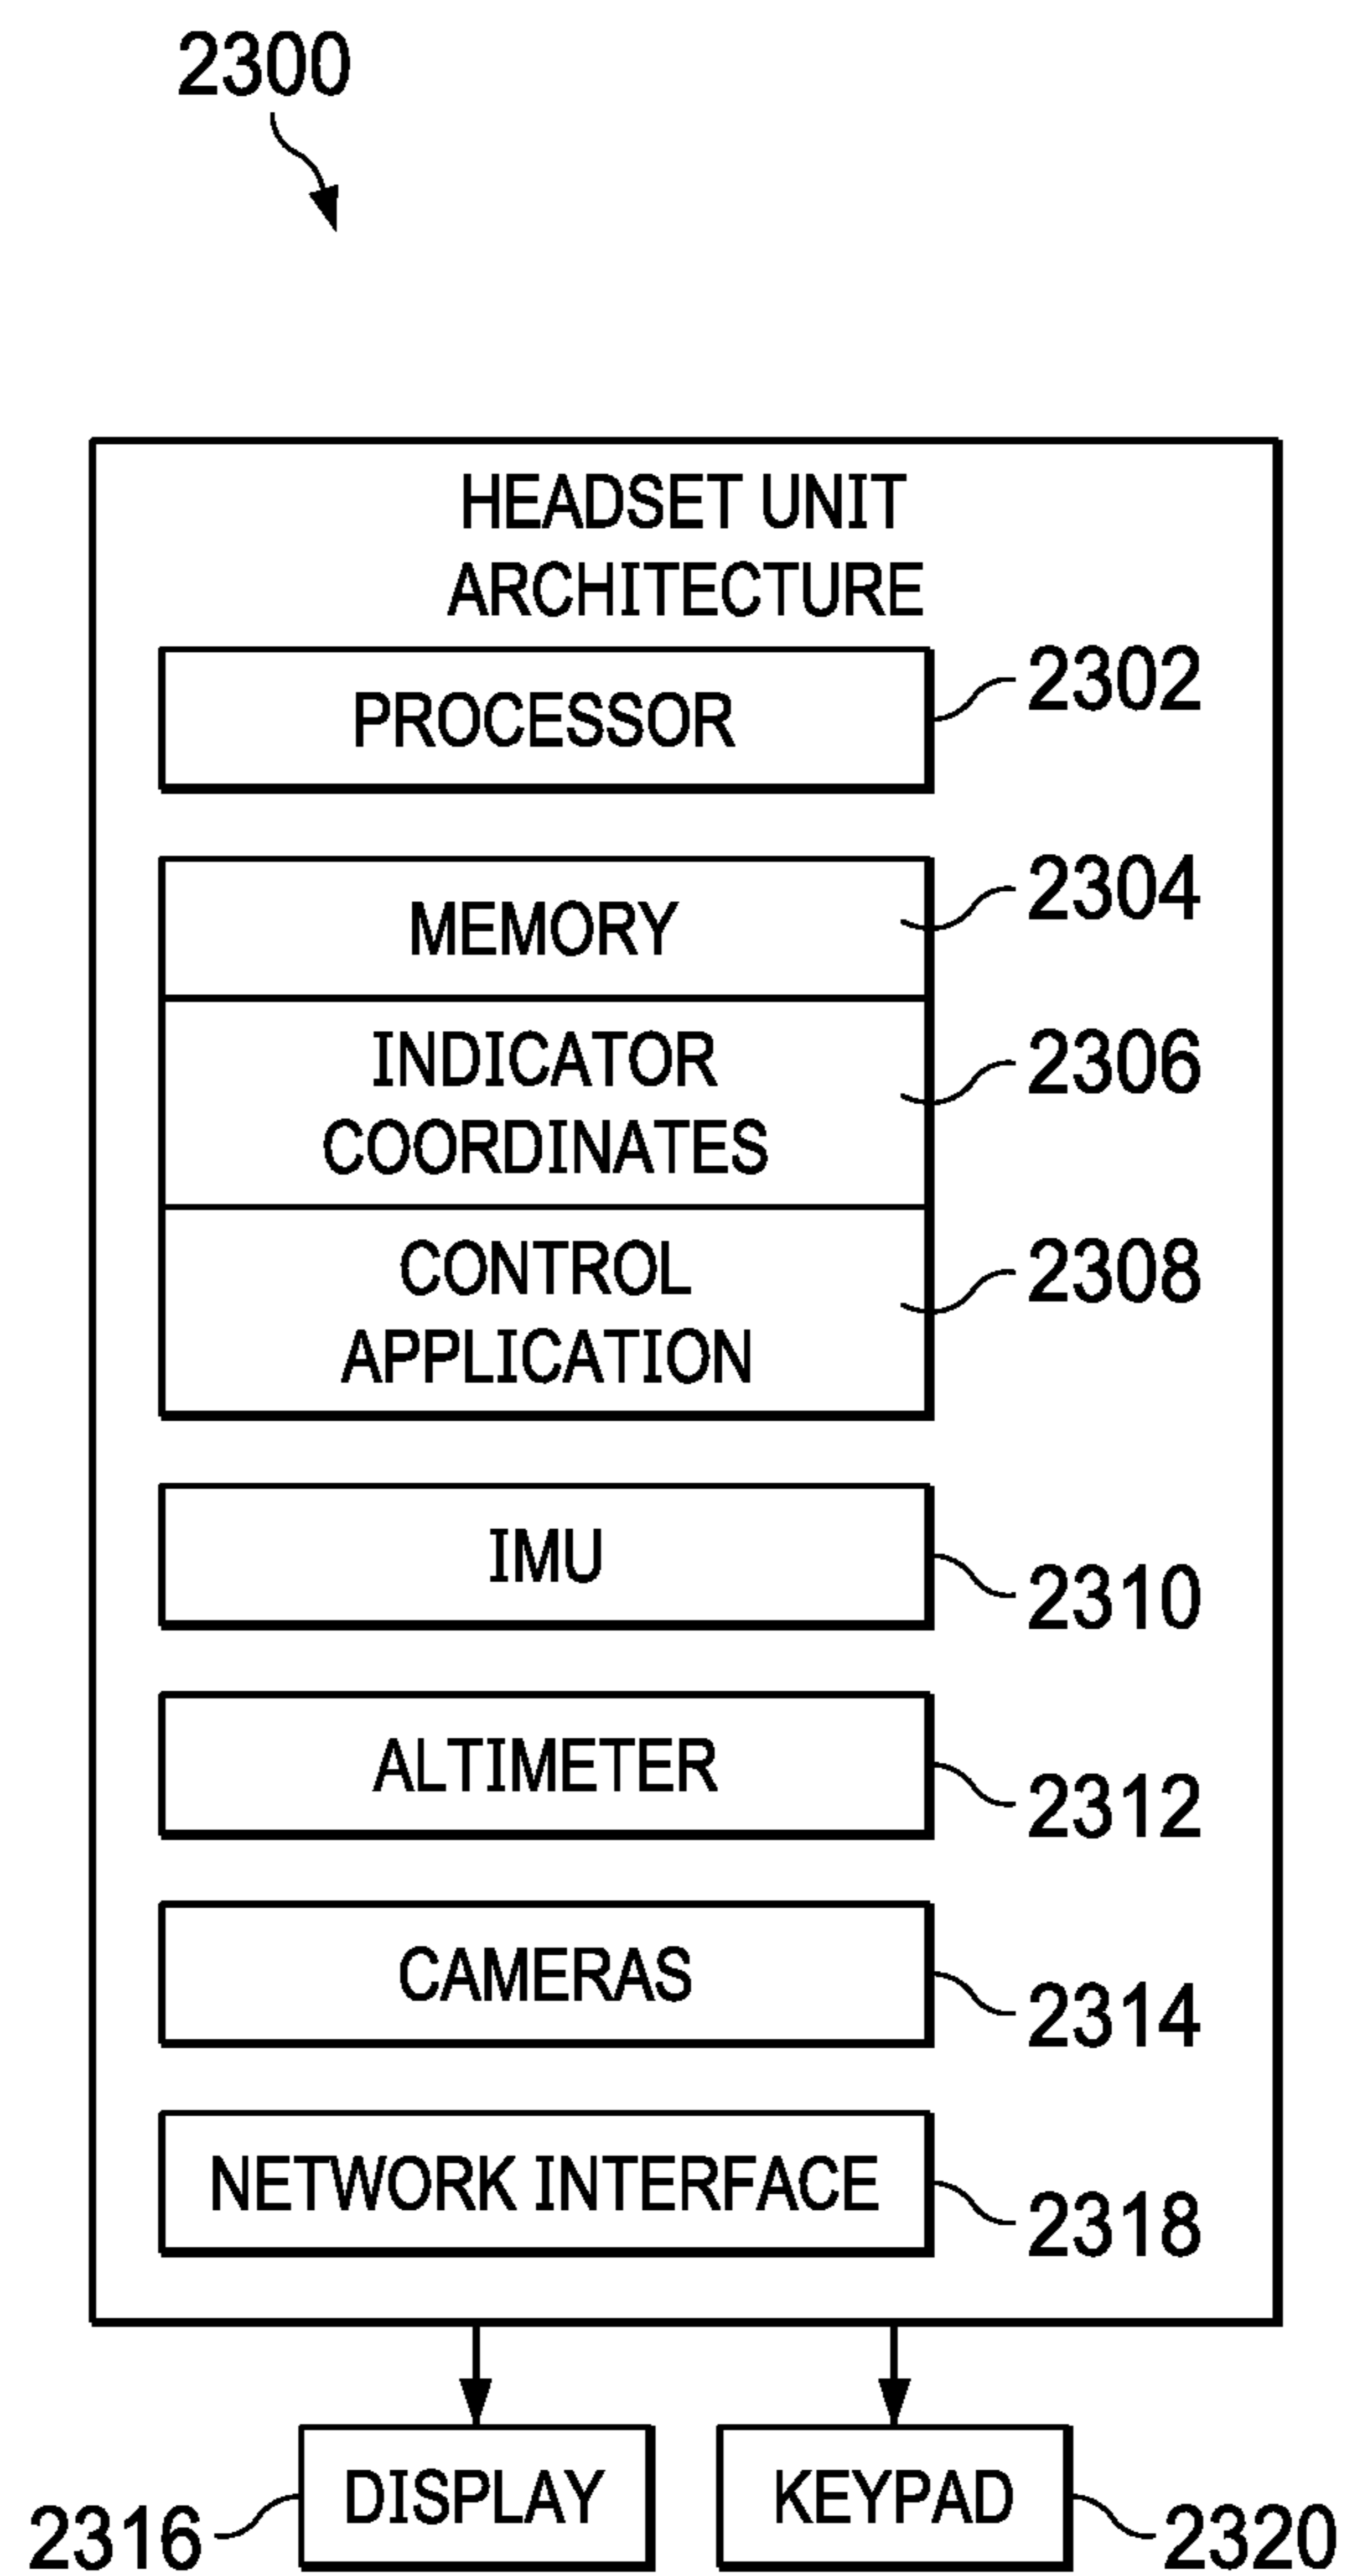 2300
HEADSET UNIT
ARCHITECTURE
PROCESSOR
2302
MEMORY
2304
INDICATOR
COORDINATES
2306
CONTROL
APPLICATION
2308
IMU
2310
ALTIMETER
2312
CAMERAS
2314
NETWORK INTERFACE
2318
2316
DISPLAY
KEYPAD
2320